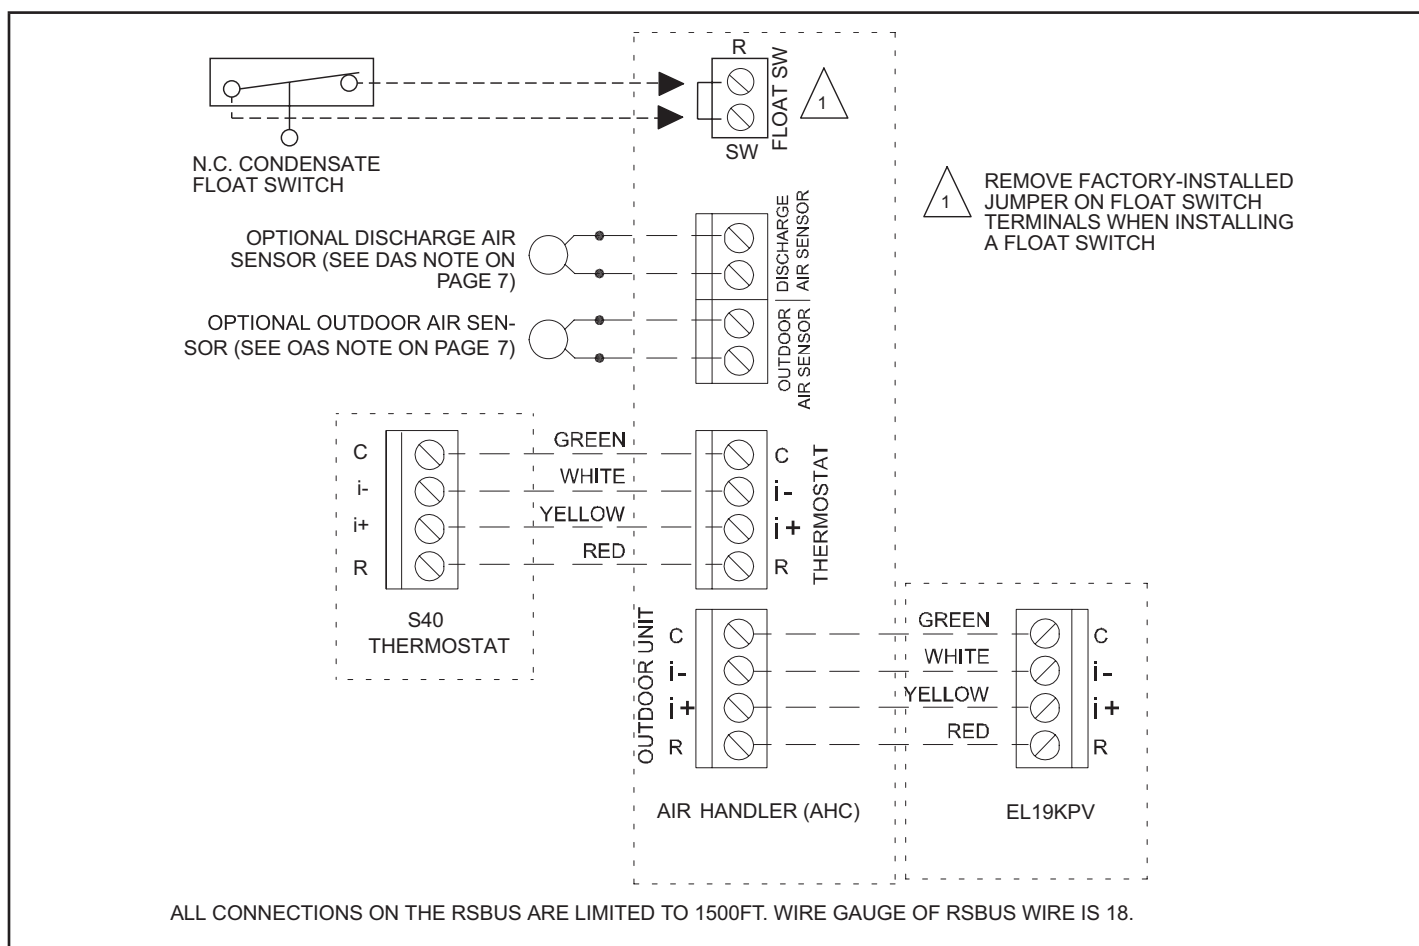 R
FLOAT SW
1
SW
N.C. CONDENSATE
FLOAT SWITCH
1
REMOVE FACTORY-INSTALLED
JUMPER ON FLOAT SWITCH
TERMINALS WHEN INSTALLING
A FLOAT SWITCH
OPTIONAL DISCHARGE AIR
SENSOR (SEE DAS NOTE ON
PAGE 7)
DISCHARGE
AIR SENSOR
OPTIONAL OUTDOOR AIR SEN-
SOR (SEE OAS NOTE ON PAGE 7)
OUTDOOR
AIR SENSOR
C
GREEN
C
i-
WHITE
i-
i+
YELLOW
i+
R
RED
R
THERMOSTAT
S40
THERMOSTAT
OUTDOOR UNIT
C
GREEN
C
i-
WHITE
i-
i+
YELLOW
i+
R
RED
R
AIR HANDLER (AHC)
EL19KPV
ALL CONNECTIONS ON THE RSBUS ARE LIMITED TO 1500FT. WIRE GAUGE OF RSBUS WIRE IS 18.